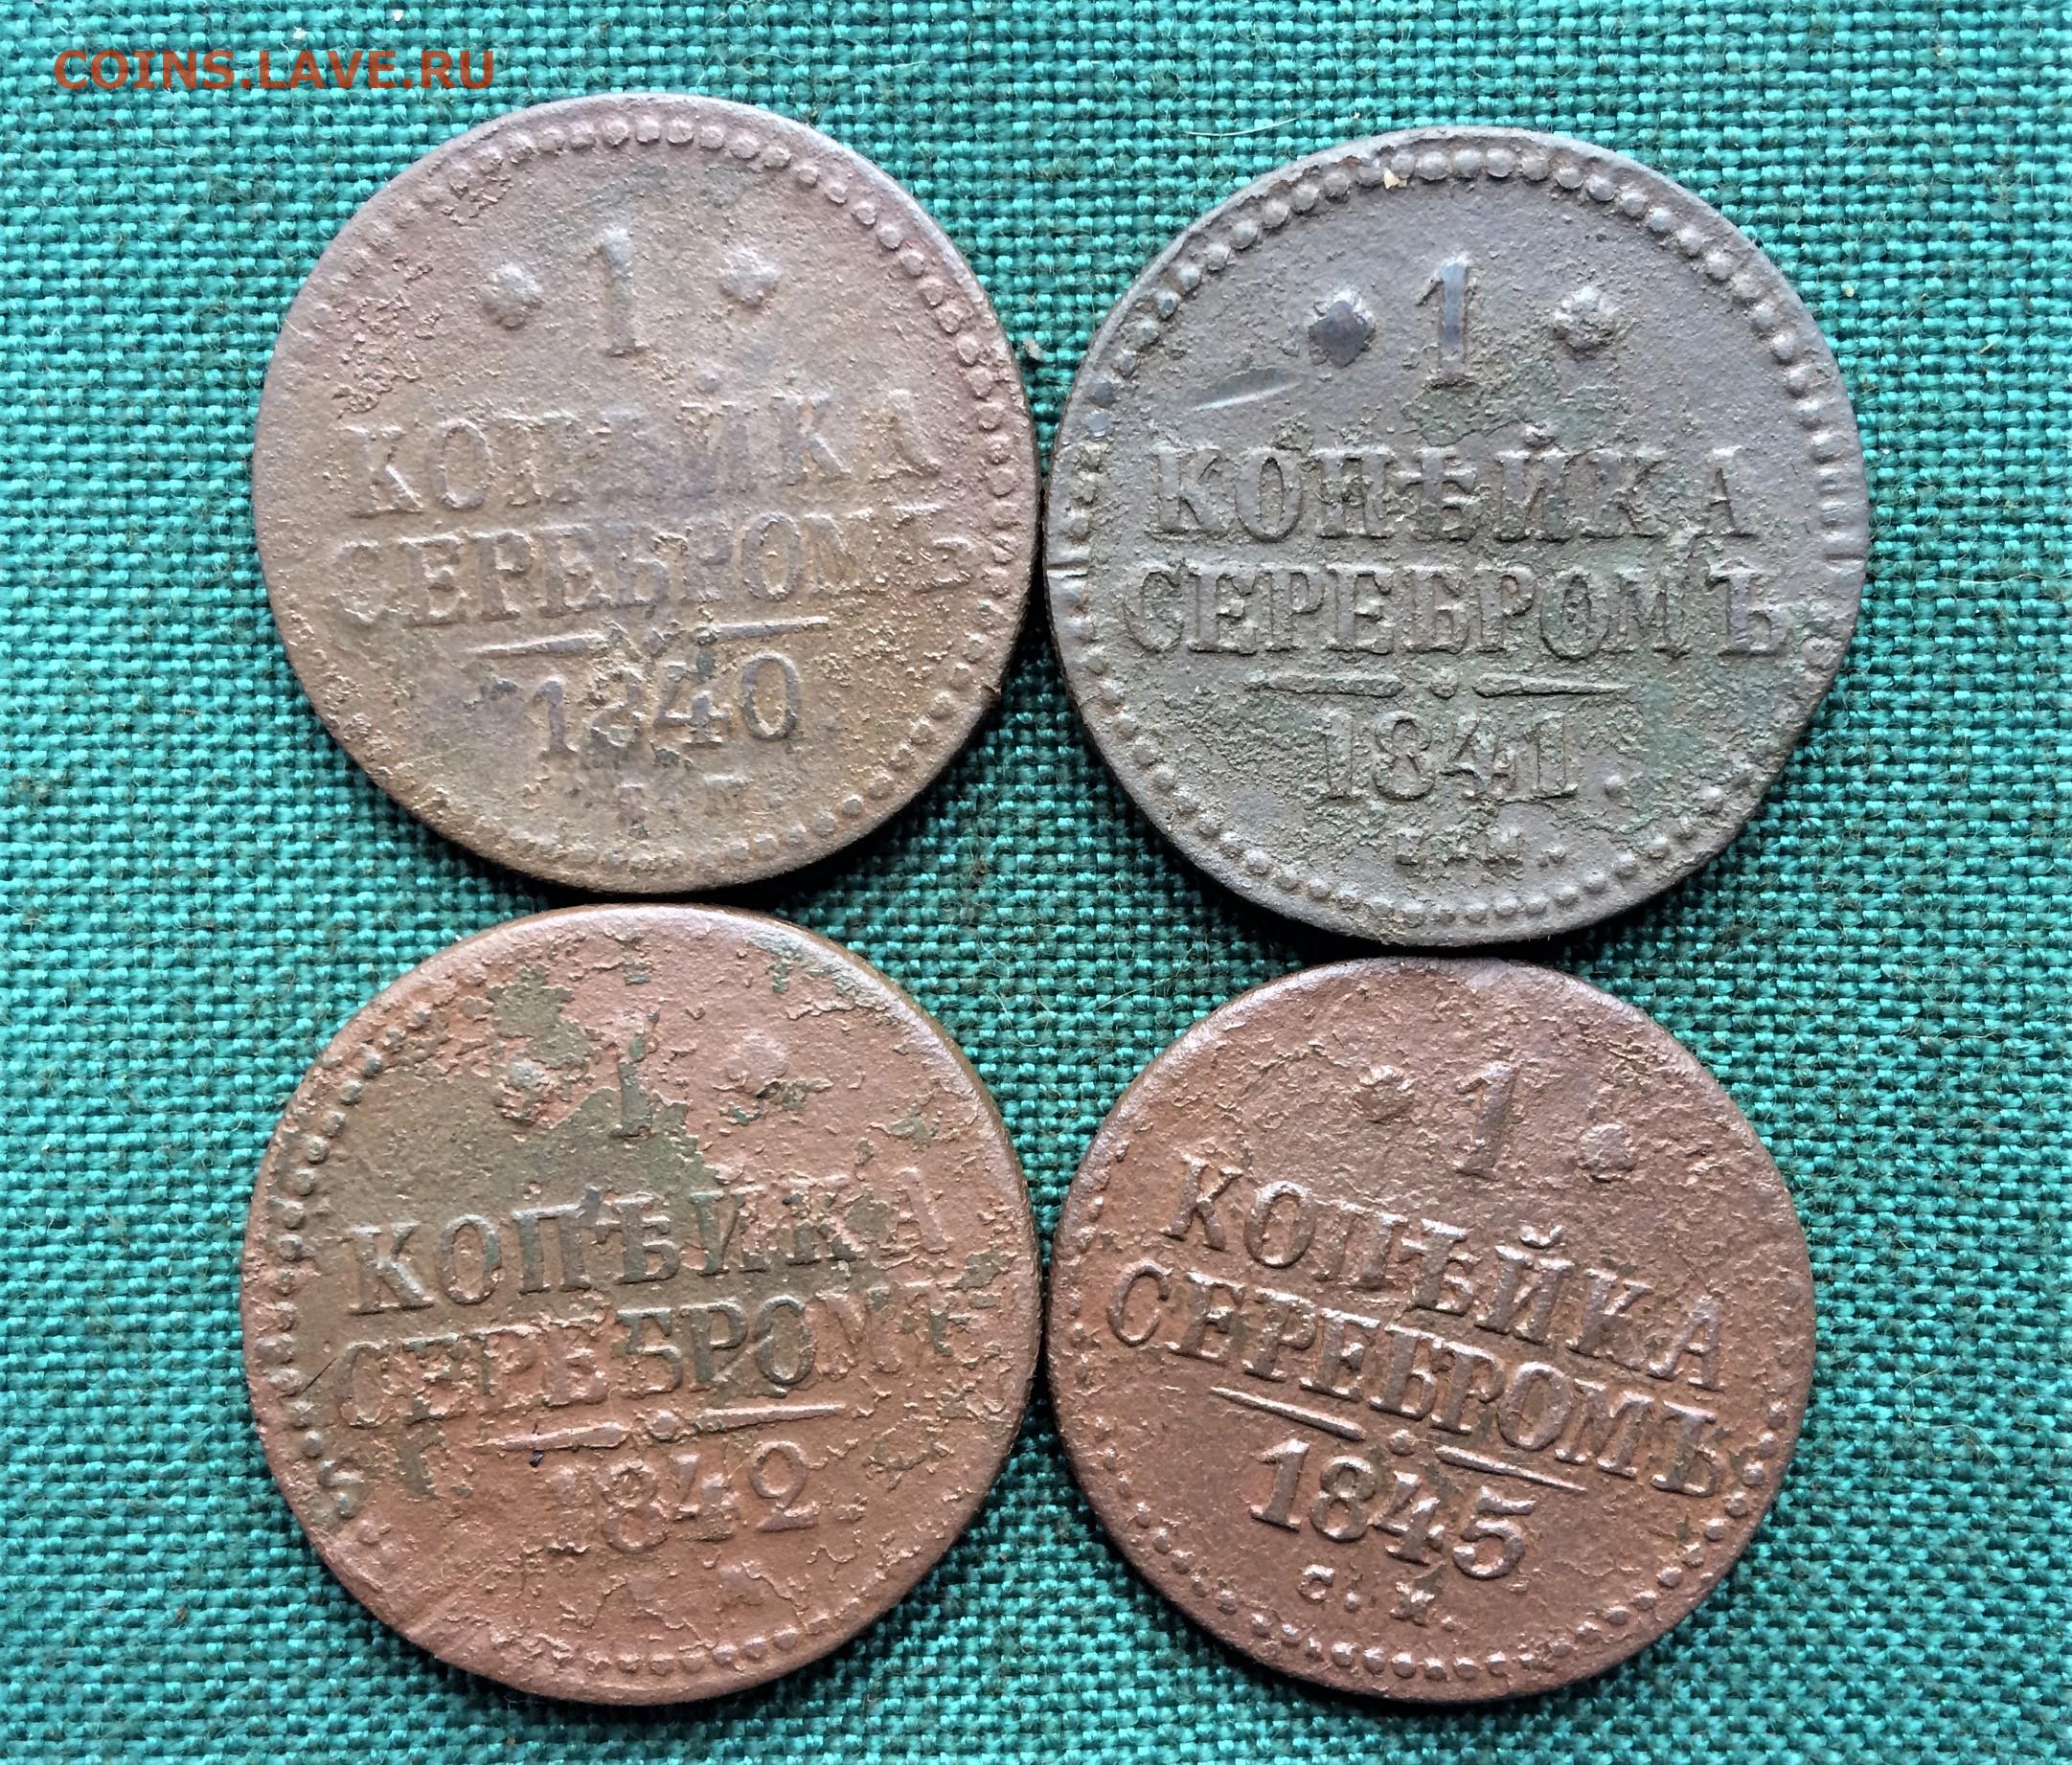 COINS.LAVE.RU
1
КОПѢЙКА
СЕРЕБРОМЪ
1840
1
КОПѢЙКА
СЕРЕБРОМЪ
1841.
1
КОПѢЙКА
СЕРЕБРОМЪ
1842.
1
КОПѢЙКА
СЕРЕБРОМЪ
1845
С. М.